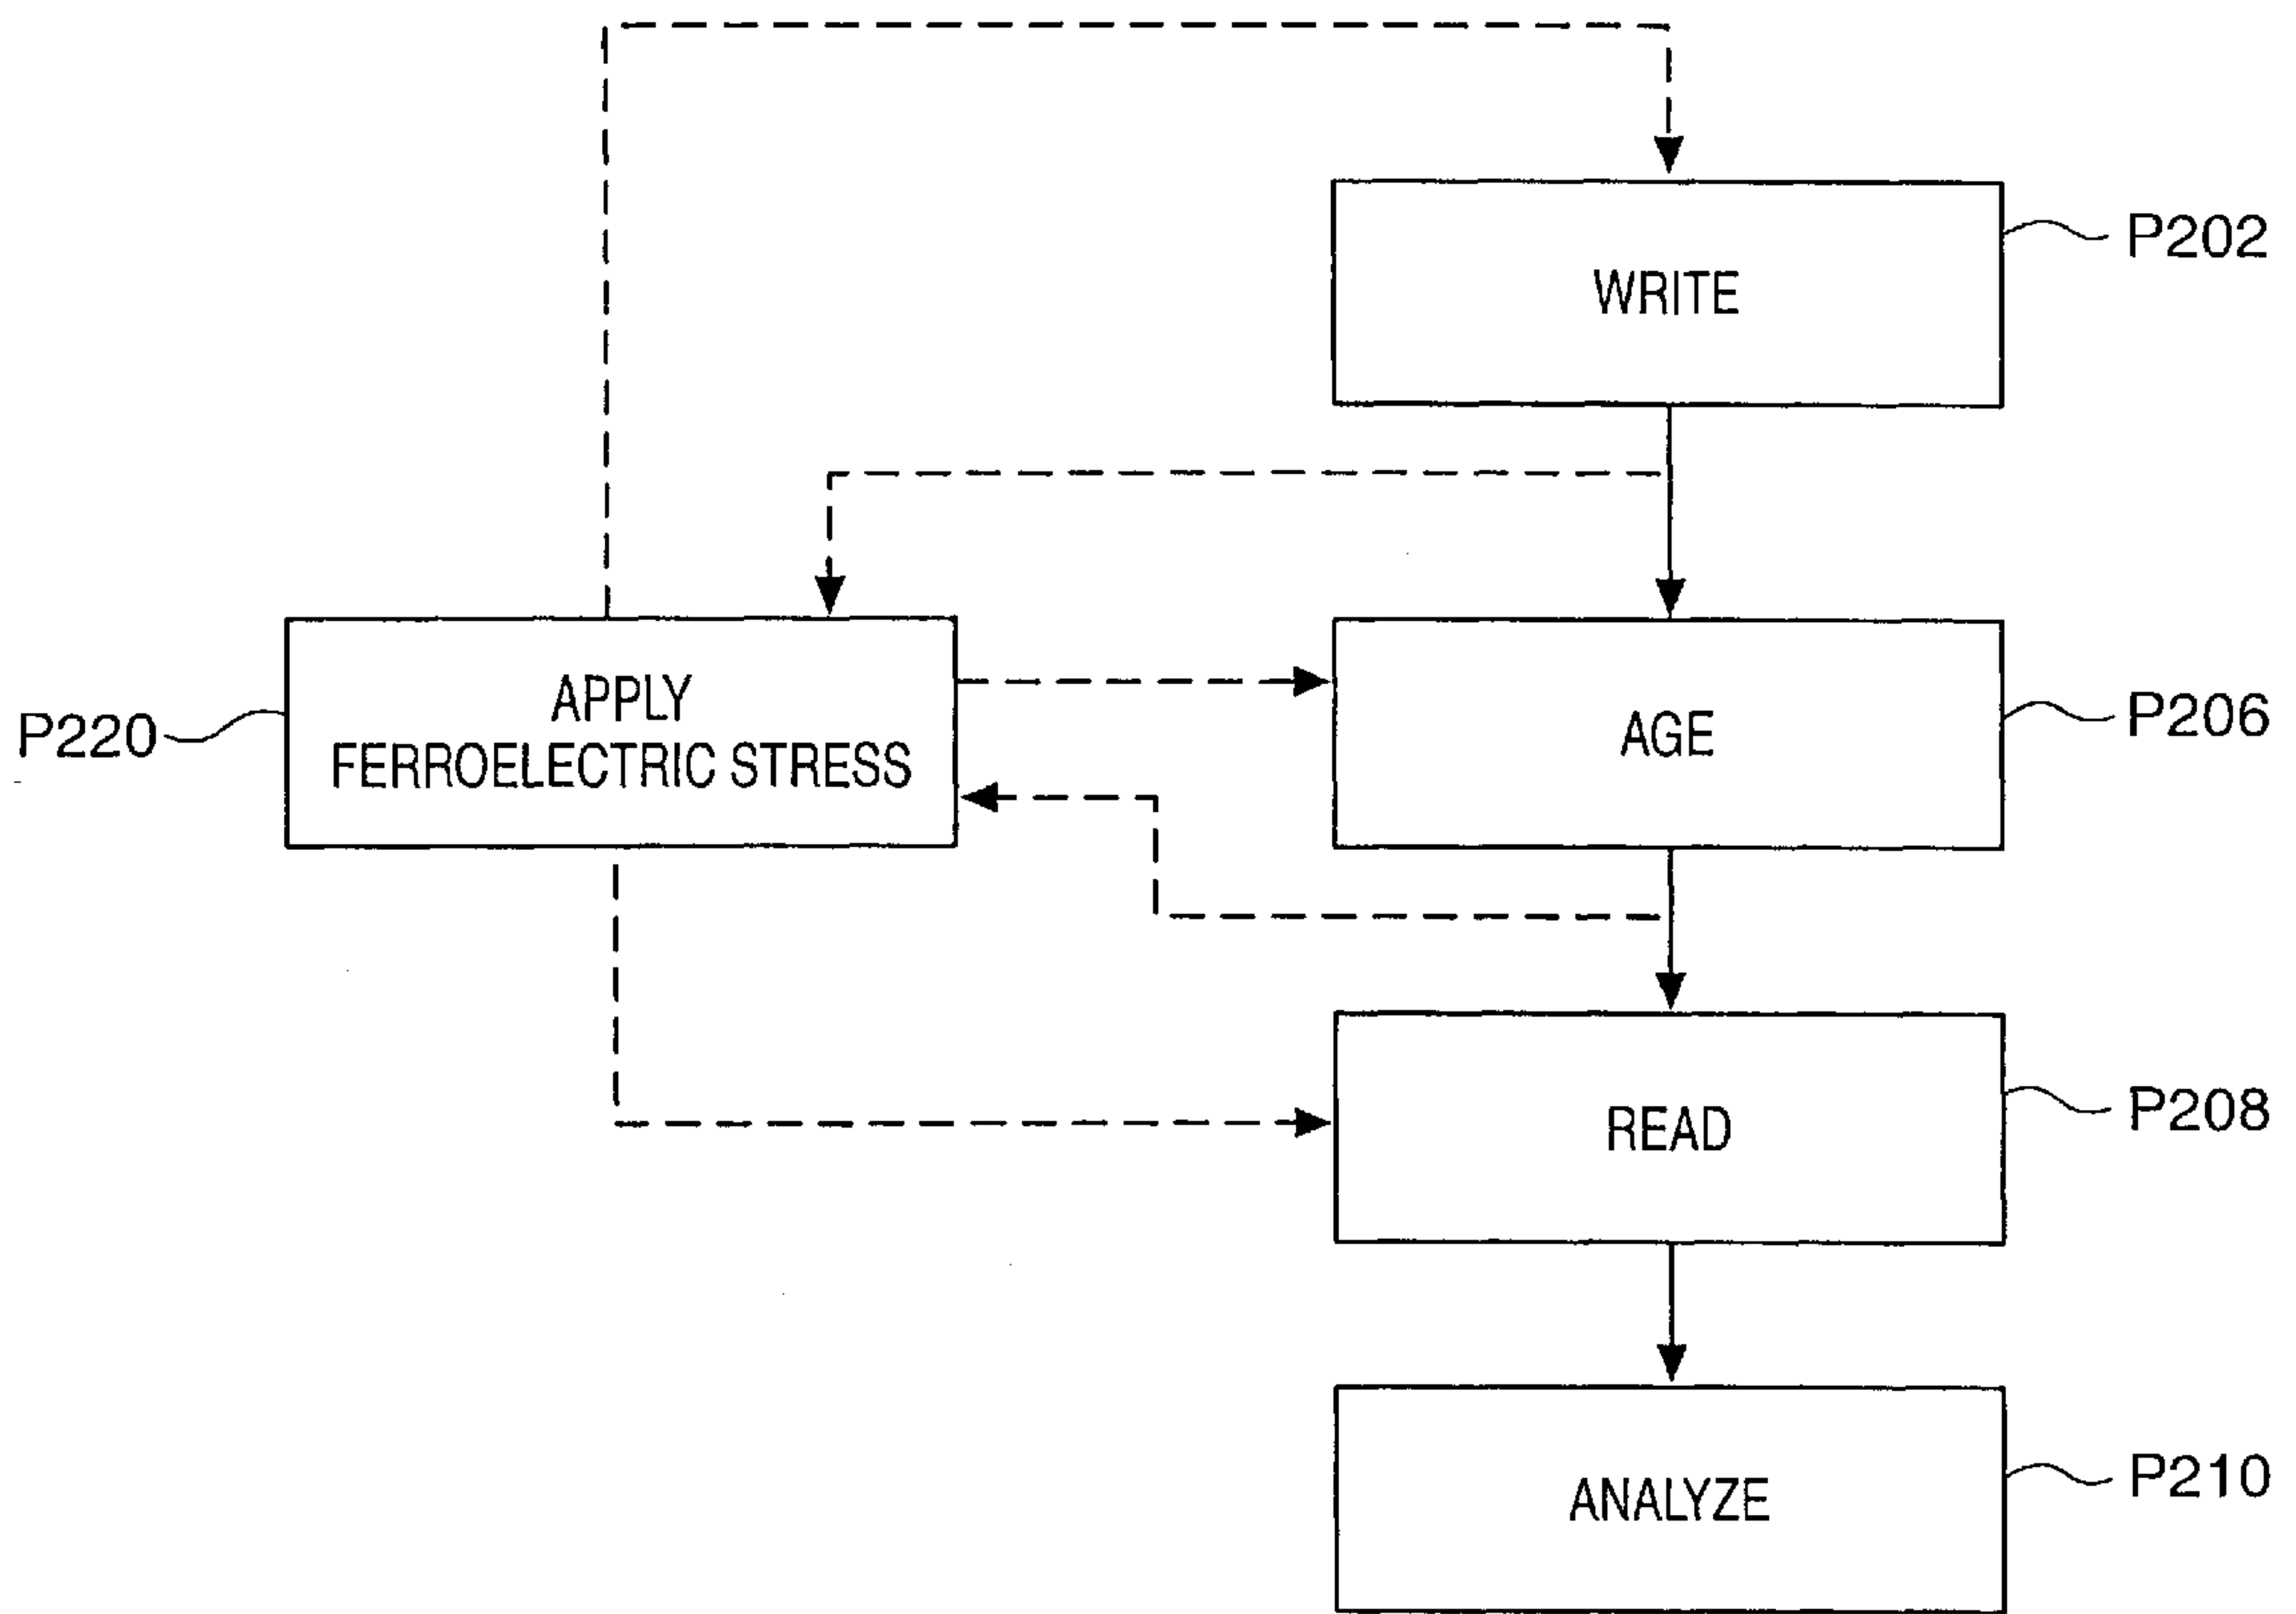 WRITE
P202
APPLY
FERROELECTRIC STRESS
P220
AGE
P206
READ
P208
ANALYZE
P210